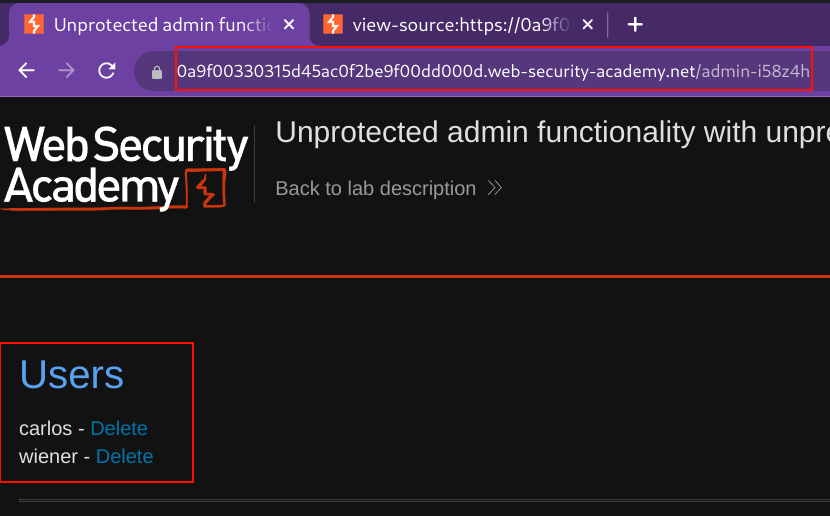 Unprotected admin functi
view-source:https://0a9f0
0a9f00330315d45ac0f2be9f00dd000d.web-security-academy.net/admin-i58z4h
Web Security
Academy
Unprotected admin functionality with unpre
Back to lab description
Users
carlos - Delete
wiener - Delete